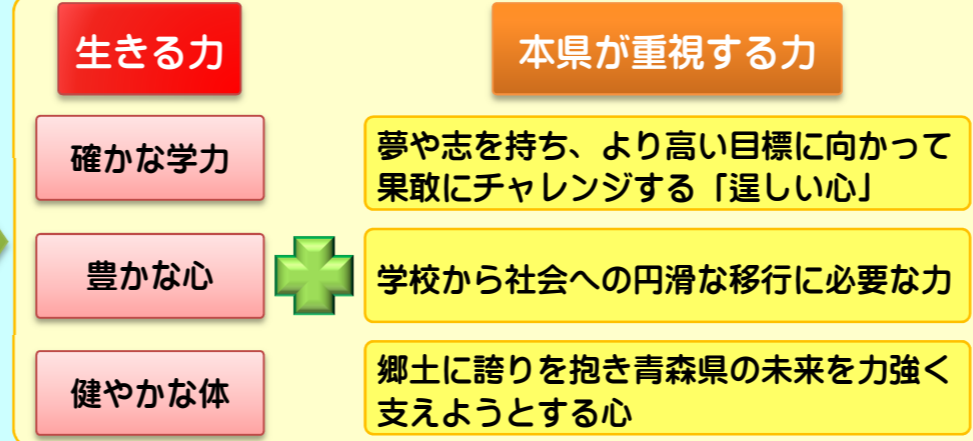 生きる力
本県が重視する力
確かな学力
夢や志を持ち、より高い目標に向かって
果敢にチャレンジする「逞しい心」
豊かな心
学校から社会への円滑な移行に必要な力
健やかな体
郷土に誇りを抱き青森県の未来を力強く
支えようとする心